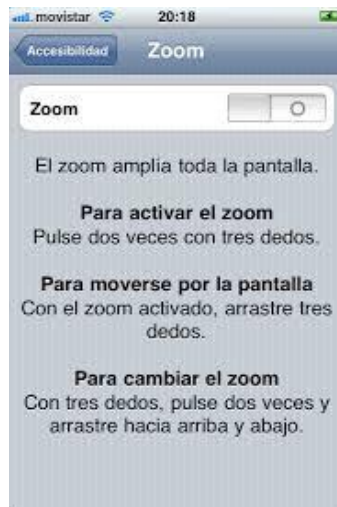 movistar 20:18
Accesibilidad Zoom
Zoom
El zoom amplia toda la pantalla.
Para activar el zoom
Pulse dos veces con tres dedos.
Para moverse por la pantalla
Con el zoom activado, arrastre tres
dedos.
Para cambiar el zoom
Con tres dedos, pulse dos veces y
arrastre hacia arriba y abajo.